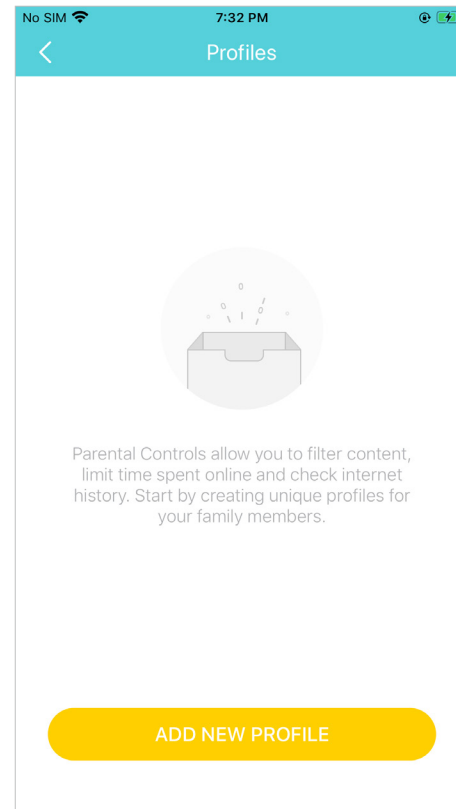 No SIM 7:32 PM
Profiles
Parental Controls allow you to filter content,
limit time spent online and check internet
history. Start by creating unique profiles for
your family members.
ADD NEW PROFILE